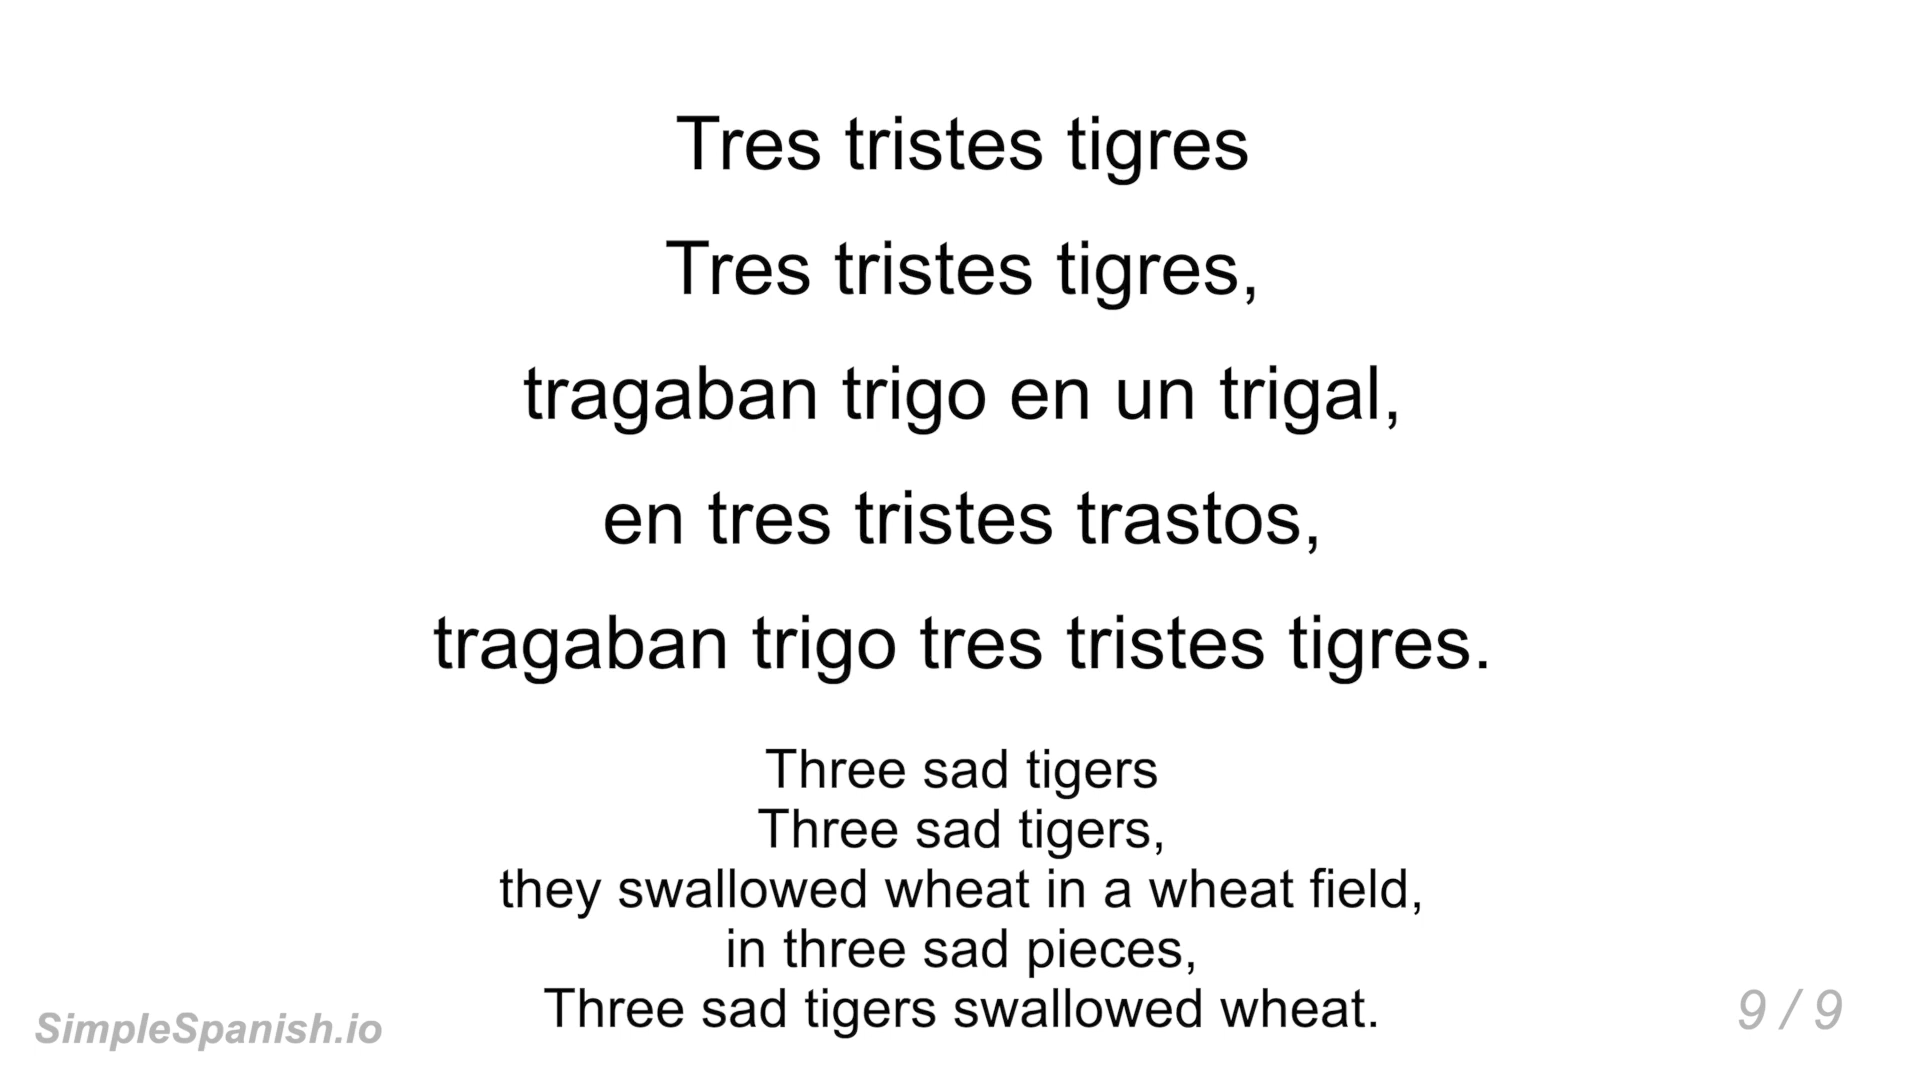 Tres tristes tigres
Tres tristes tigres,
tragaban trigo en un trigal,
en tres tristes trastos,
tragaban trigo tres tristes tigres.
Three sad tigers
Three sad tigers,
they swallowed wheat in a wheat field,
in three sad pieces,
Three sad tigers swallowed wheat.
SimpleSpanish.io
9 / 9